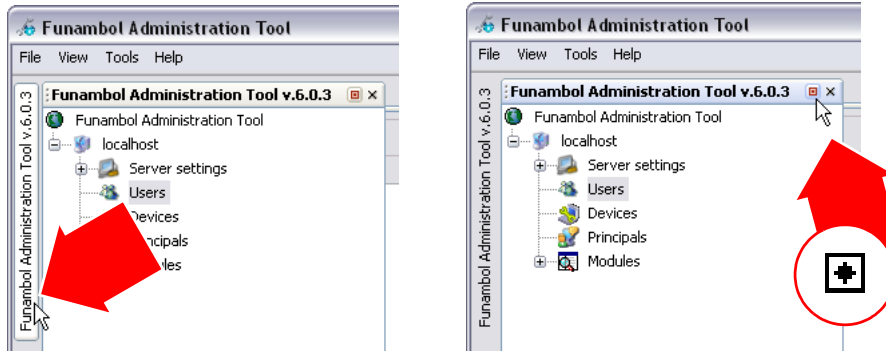 Funambol Administration Tool
File View Tools Help
Funambol Administration Tool v.6.0.3
Funambol Administration Tool v.6.0.3
Funambol Administration Tool
localhost
Server settings
Users
Devices
ncipals
les
Funambol Administration Tool
File View Tools Help
Funambol Administration Tool v.6.0.3
Funambol Administration Tool v.6.0.3
Funambol Administration Tool
localhost
Server settings
Users
Devices
Principals
Modules